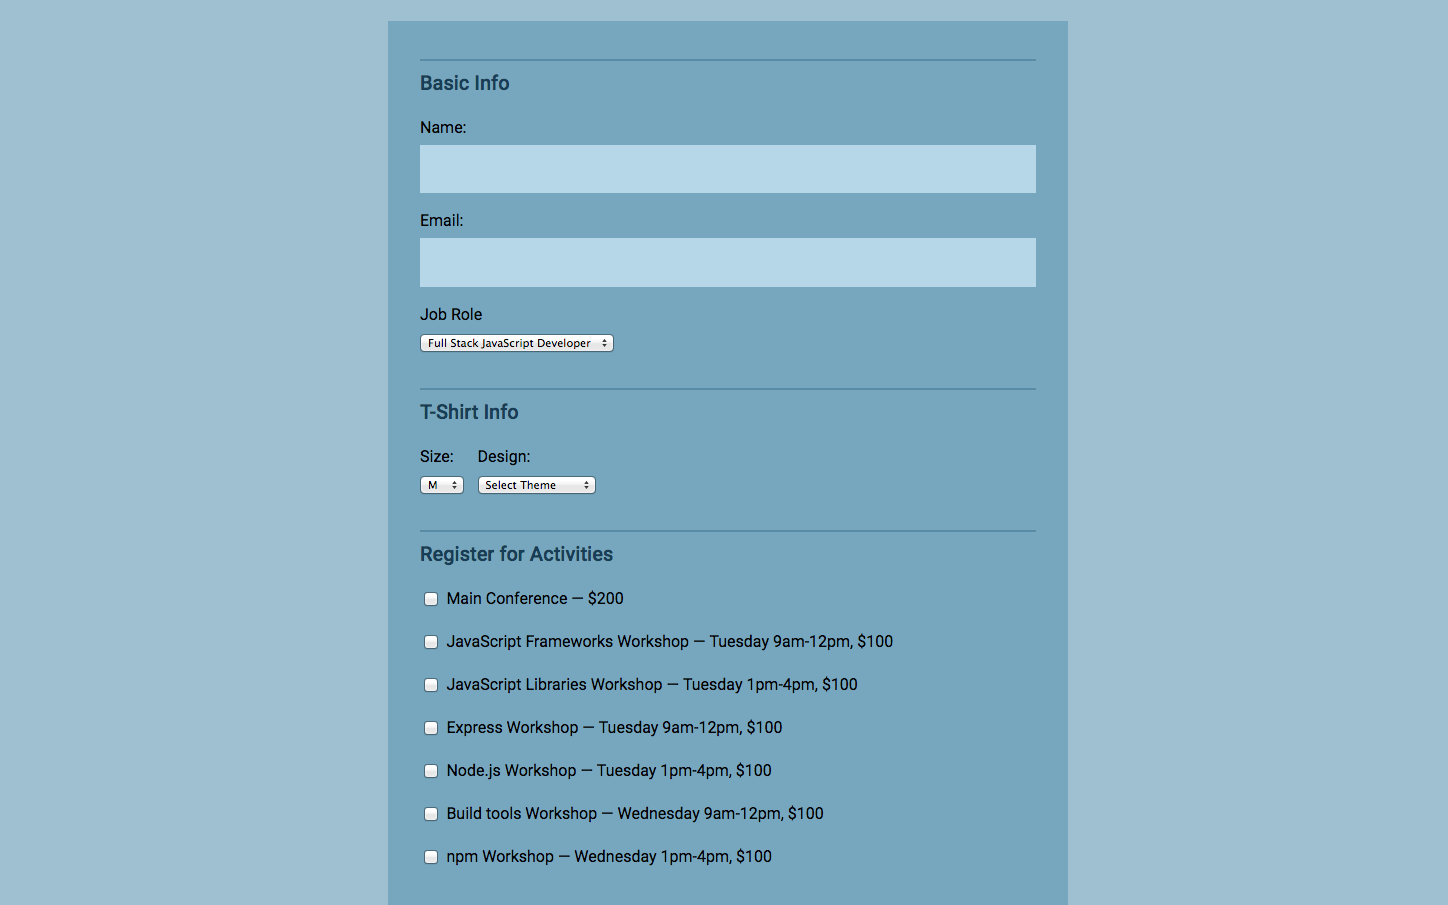 Basic Info
Name:
Email:
Job Role
Full Stack JavaScript Developer
T-Shirt Info
Size: Design:
M Select Theme
Register for Activities
Main Conference — $200
JavaScript Frameworks Workshop — Tuesday 9am-12pm, $100
JavaScript Libraries Workshop — Tuesday 1pm-4pm, $100
Express Workshop — Tuesday 9am-12pm, $100
Node.js Workshop — Tuesday 1pm-4pm, $100
Build tools Workshop — Wednesday 9am-12pm, $100
npm Workshop — Wednesday 1pm-4pm, $100